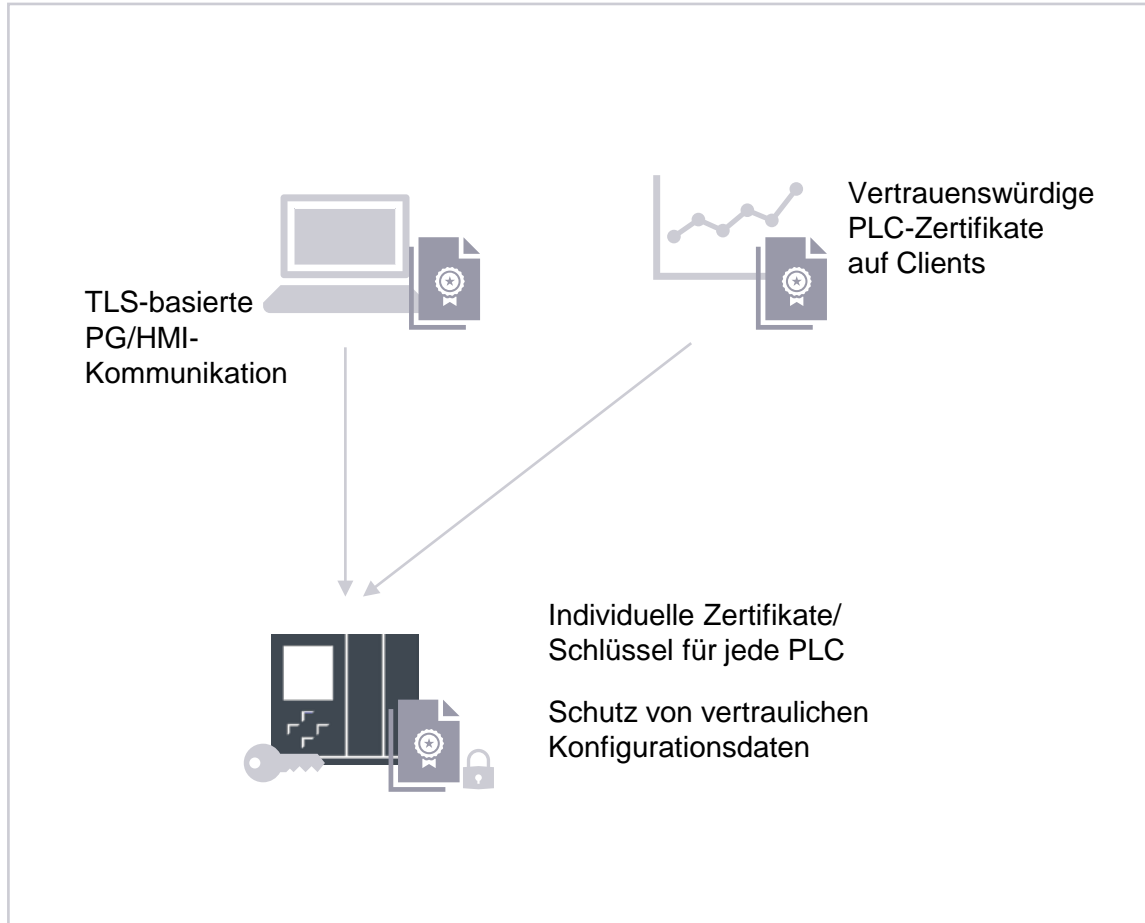 Vertrauenswürdige
PLC-Zertifikate
auf Clients
TLS-basierte
PG/HMI-
Kommunikation
Individuelle Zertifikate/
Schlüssel für jede PLC
Schutz von vertraulichen
Konfigurationsdaten